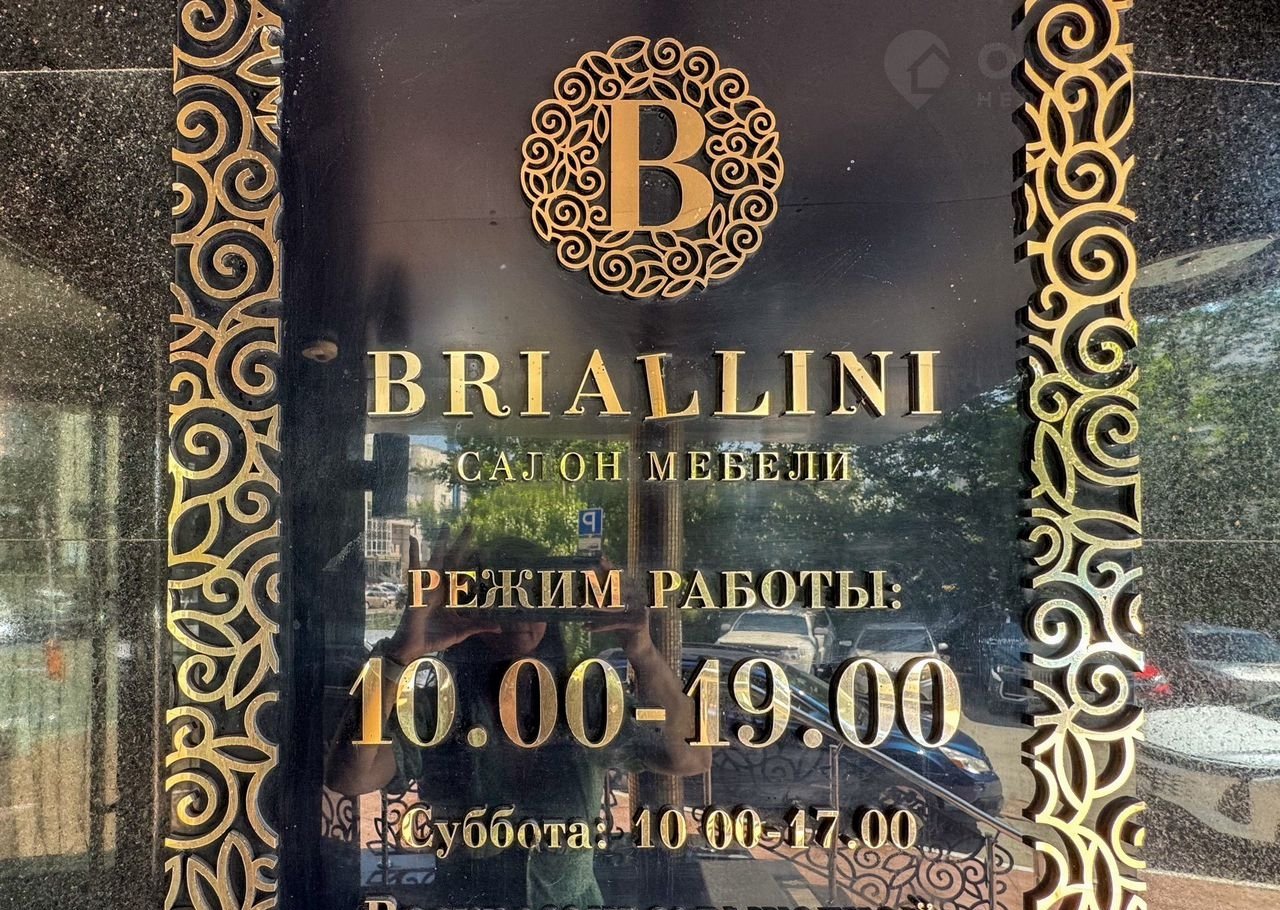 B
BRIALLINI
САЛОН МЕБЕЛИ
РЕЖИМ РАБОТЫ:
10.00-19.00
Суббота: 10 00-17.00